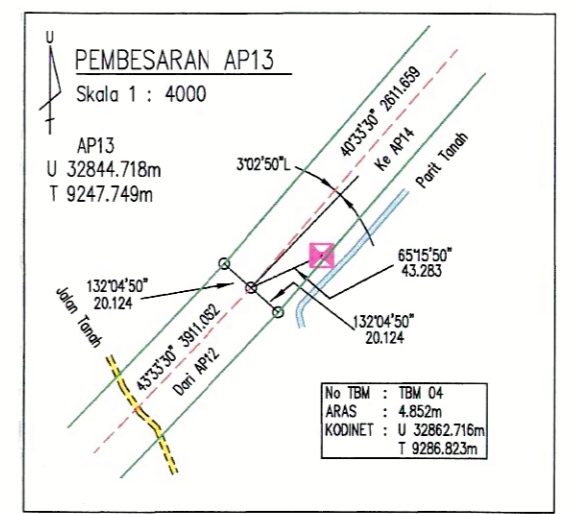 U
PEMBESARAN AP13
Skala 1 : 4000
AP13
U 32844.718m
T 9247.749m
40°33'30" 2611.659
Ke AP14
3°02'50"L
Parit Tanah
65°15'50"
43.283
132°04'50"
20.124
132°04'50"
20.124
Jalan Tanah
43°33'30" 3911.052
Dari AP12
No TBM : TBM 04
ARAS : 4.852m
KODINET : U 32862.716m
T 9286.823m